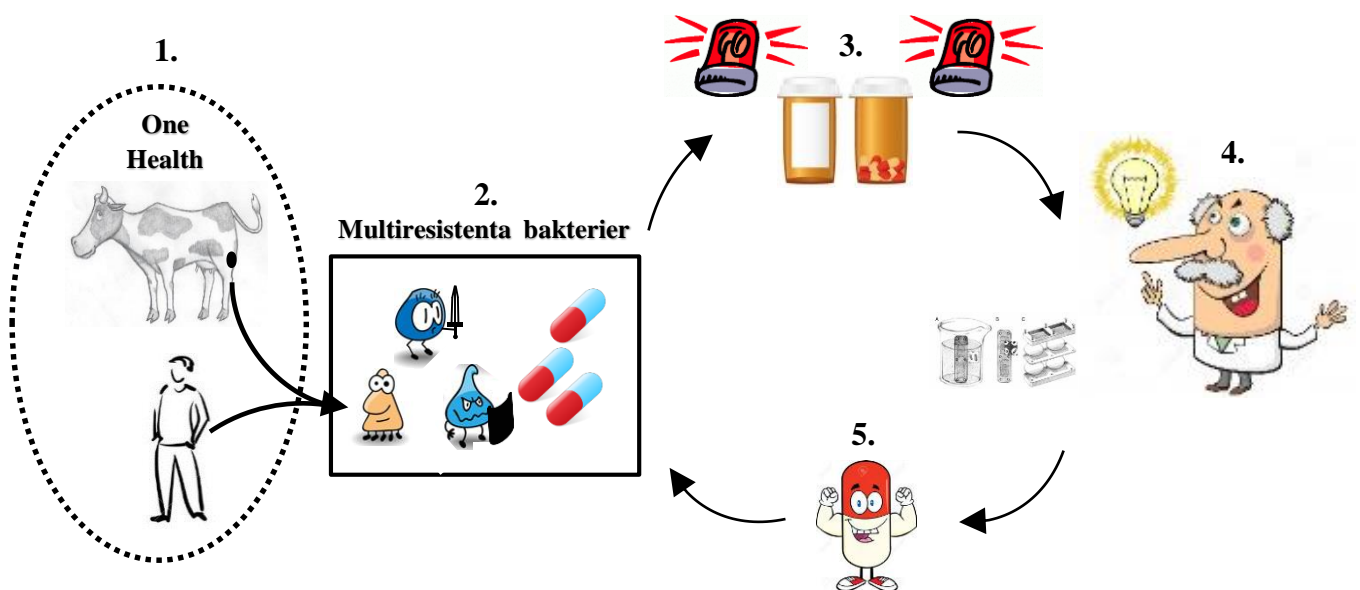 1.
One
Health
2.
Multiresistenta bakterier
3.
4.
5.